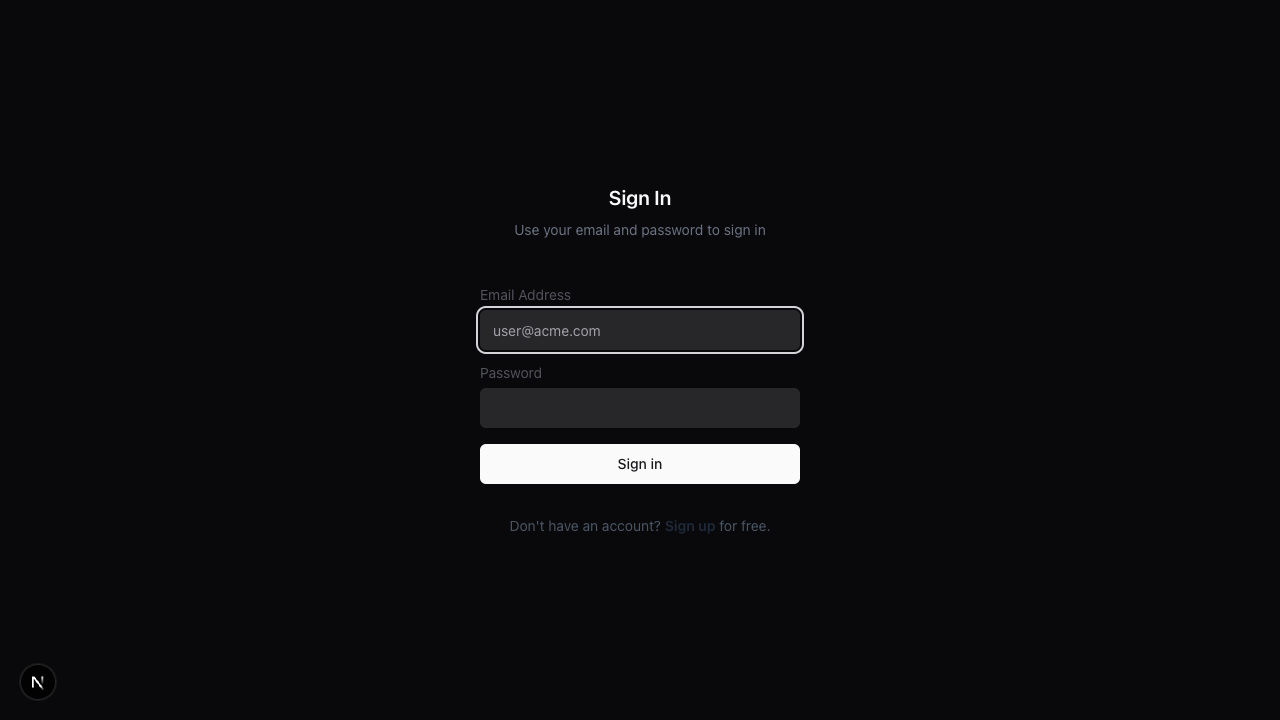 Sign In
Use your email and password to sign in
Email Address
user@acme.com
Password
Sign in
Don't have an account? Sign up for free.
N